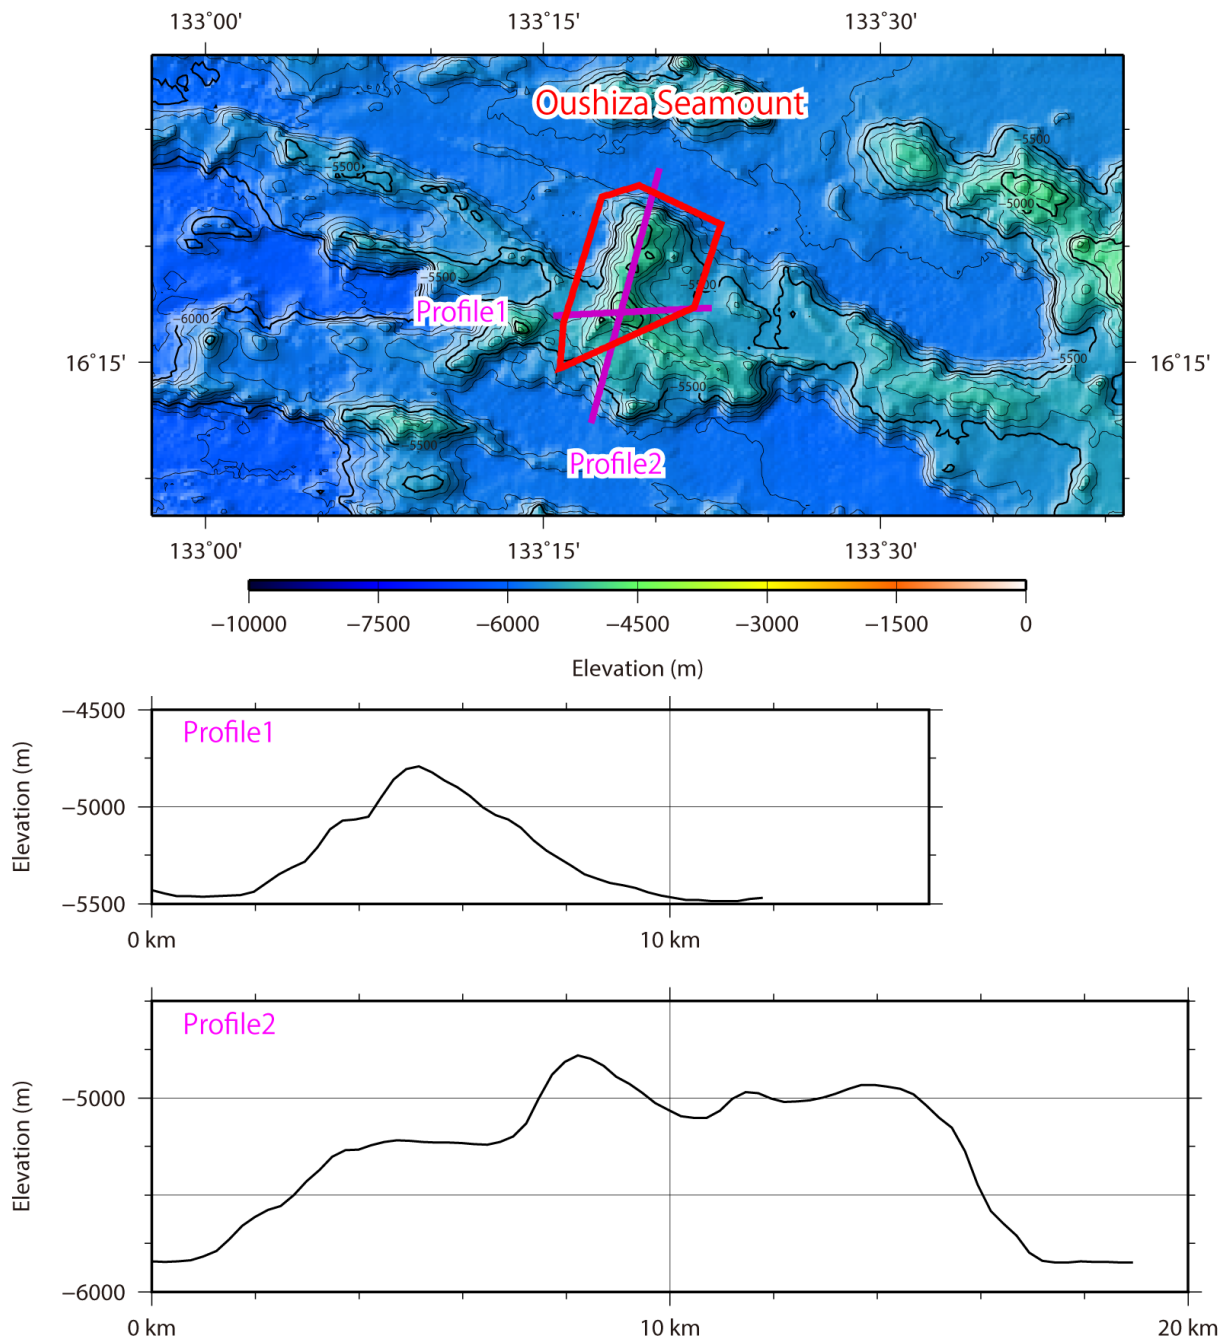 133°00' 133°15' 133°30'
Oushiza Seamount
−5500
−5500
−5000
−5500
−5500
Profile1
−6000
16°15' 16°15'
−5500
−5500
−5500
Profile2
133°00' 133°15' 133°30'
−10000 −7500 −6000 −4500 −3000 −1500 0
Elevation (m)
−4500
Profile1
−5000
Elevation (m)
−5500
0 km 10 km
Profile2
−5000
Elevation (m)
−6000
0 km 10 km 20 km